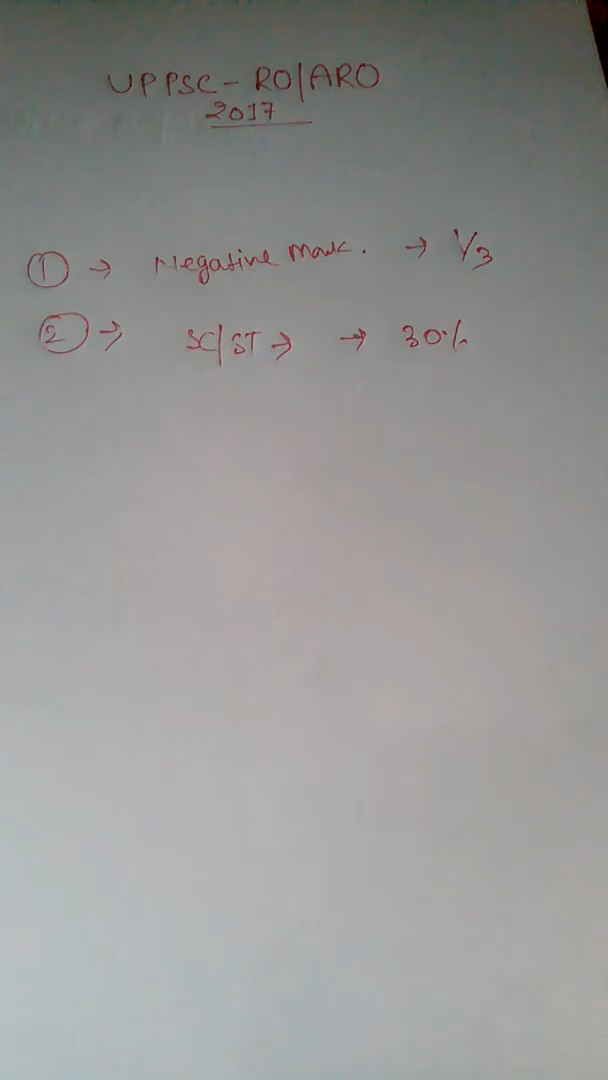 UPPSC - RO/ARO
2017
① → Negative Mark. → 1/3
② → SC/ST → → 30%